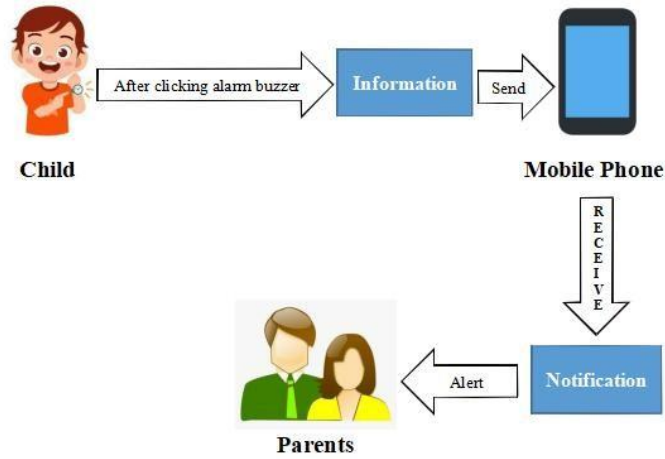 After clicking alarm buzzer
Information
Send
Child
Mobile Phone
RECEIVE
Notification
Alert
Parents